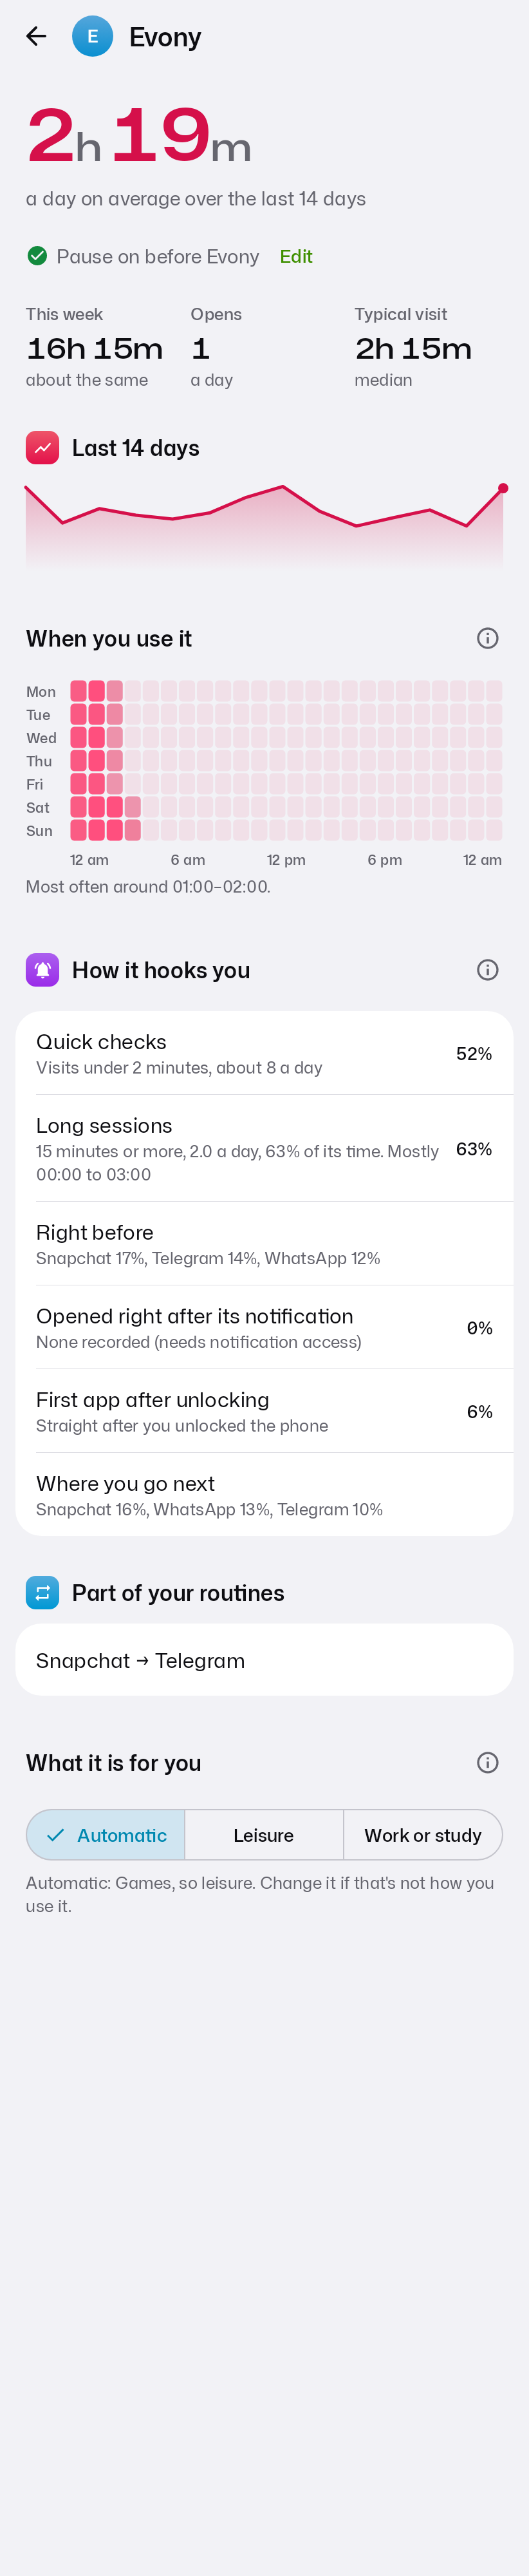 E Evony
2h 19m
a day on average over the last 14 days
Pause on before Evony Edit
This week Opens Typical visit
16h 15m 1 2h 15m
about the same a day median
Last 14 days
When you use it
Mon
Tue
Wed
Thu
Fri
Sat
Sun
12 am 6 am 12 pm 6 pm 12 am
Most often around 01:00–02:00.
How it hooks you
Quick checks
Visits under 2 minutes, about 8 a day
52%
Long sessions
15 minutes or more, 2.0 a day, 63% of its time. Mostly
00:00 to 03:00
63%
Right before
Snapchat 17%, Telegram 14%, WhatsApp 12%
Opened right after its notification
None recorded (needs notification access)
0%
First app after unlocking
Straight after you unlocked the phone
6%
Where you go next
Snapchat 16%, WhatsApp 13%, Telegram 10%
Part of your routines
Snapchat → Telegram
What it is for you
Automatic Leisure Work or study
Automatic: Games, so leisure. Change it if that's not how you
use it.